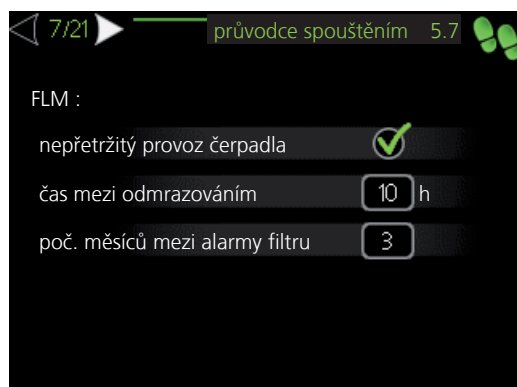 7/21 průvodce spouštěním 5.7
FLM :
nepřetržitý provoz čerpadla
čas mezi odmrazováním 10 h
poč. měsíců mezi alarmy filtru 3